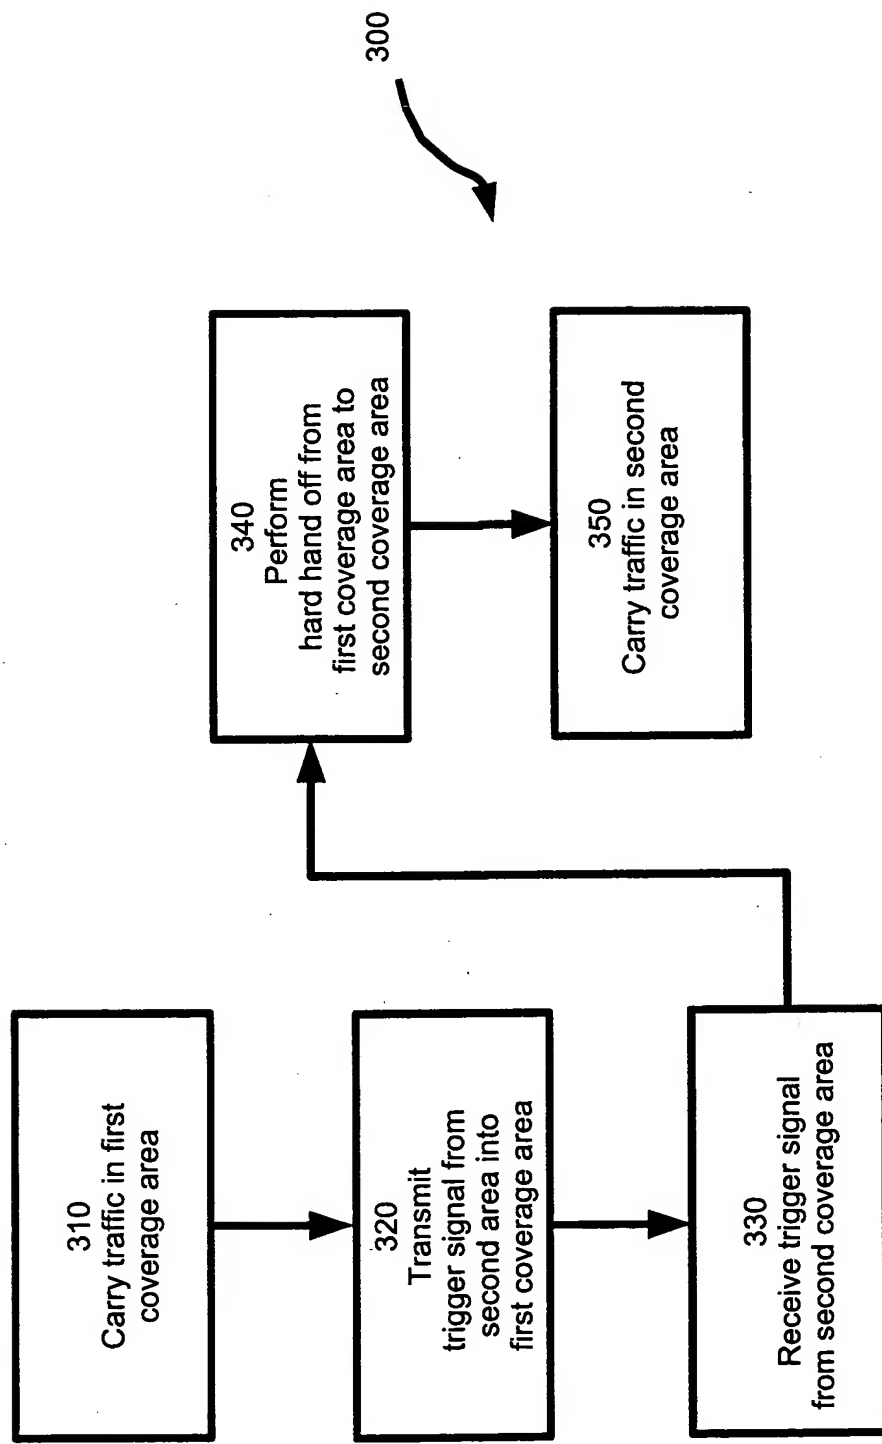 310
Carry traffic in first
coverage area
320
Transmit
trigger signal from
second area into
first coverage area
330
Receive trigger signal
from second coverage area
340
Perform
hard hand off from
first coverage area to
second coverage area
350
Carry traffic in second
coverage area
300